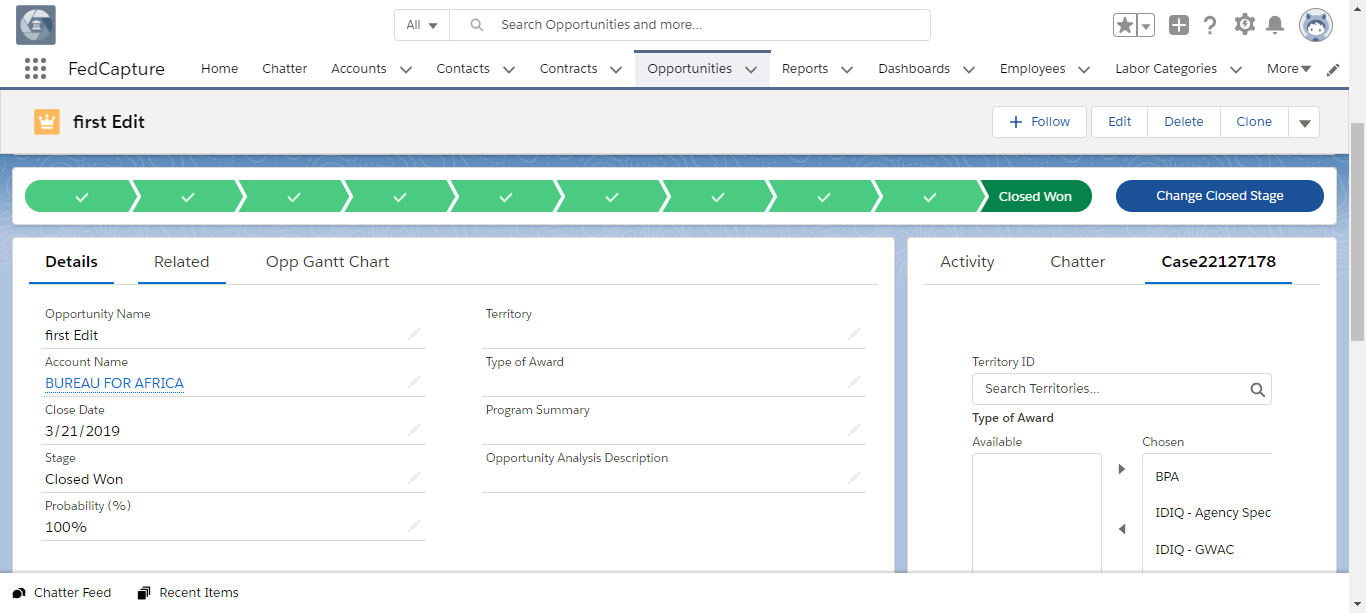 All
Search Opportunities and more...
FedCapture
Home
Chatter
Accounts
Contacts
Contracts
Opportunities
Reports
Dashboards
Employees
Labor Categories
More
first Edit
Follow
Edit
Delete
Clone
Closed Won
Change Closed Stage
Details
Related
Opp Gantt Chart
Opportunity Name
first Edit
Account Name
BUREAU FOR AFRICA
Close Date
3/21/2019
Stage
Closed Won
Probability (%)
100%
Territory
Type of Award
Program Summary
Opportunity Analysis Description
Activity
Chatter
Case22127178
Territory ID
Search Territories...
Type of Award
Available
Chosen
BPA
IDIQ - Agency Spec
IDIQ - GWAC
Chatter Feed
Recent Items